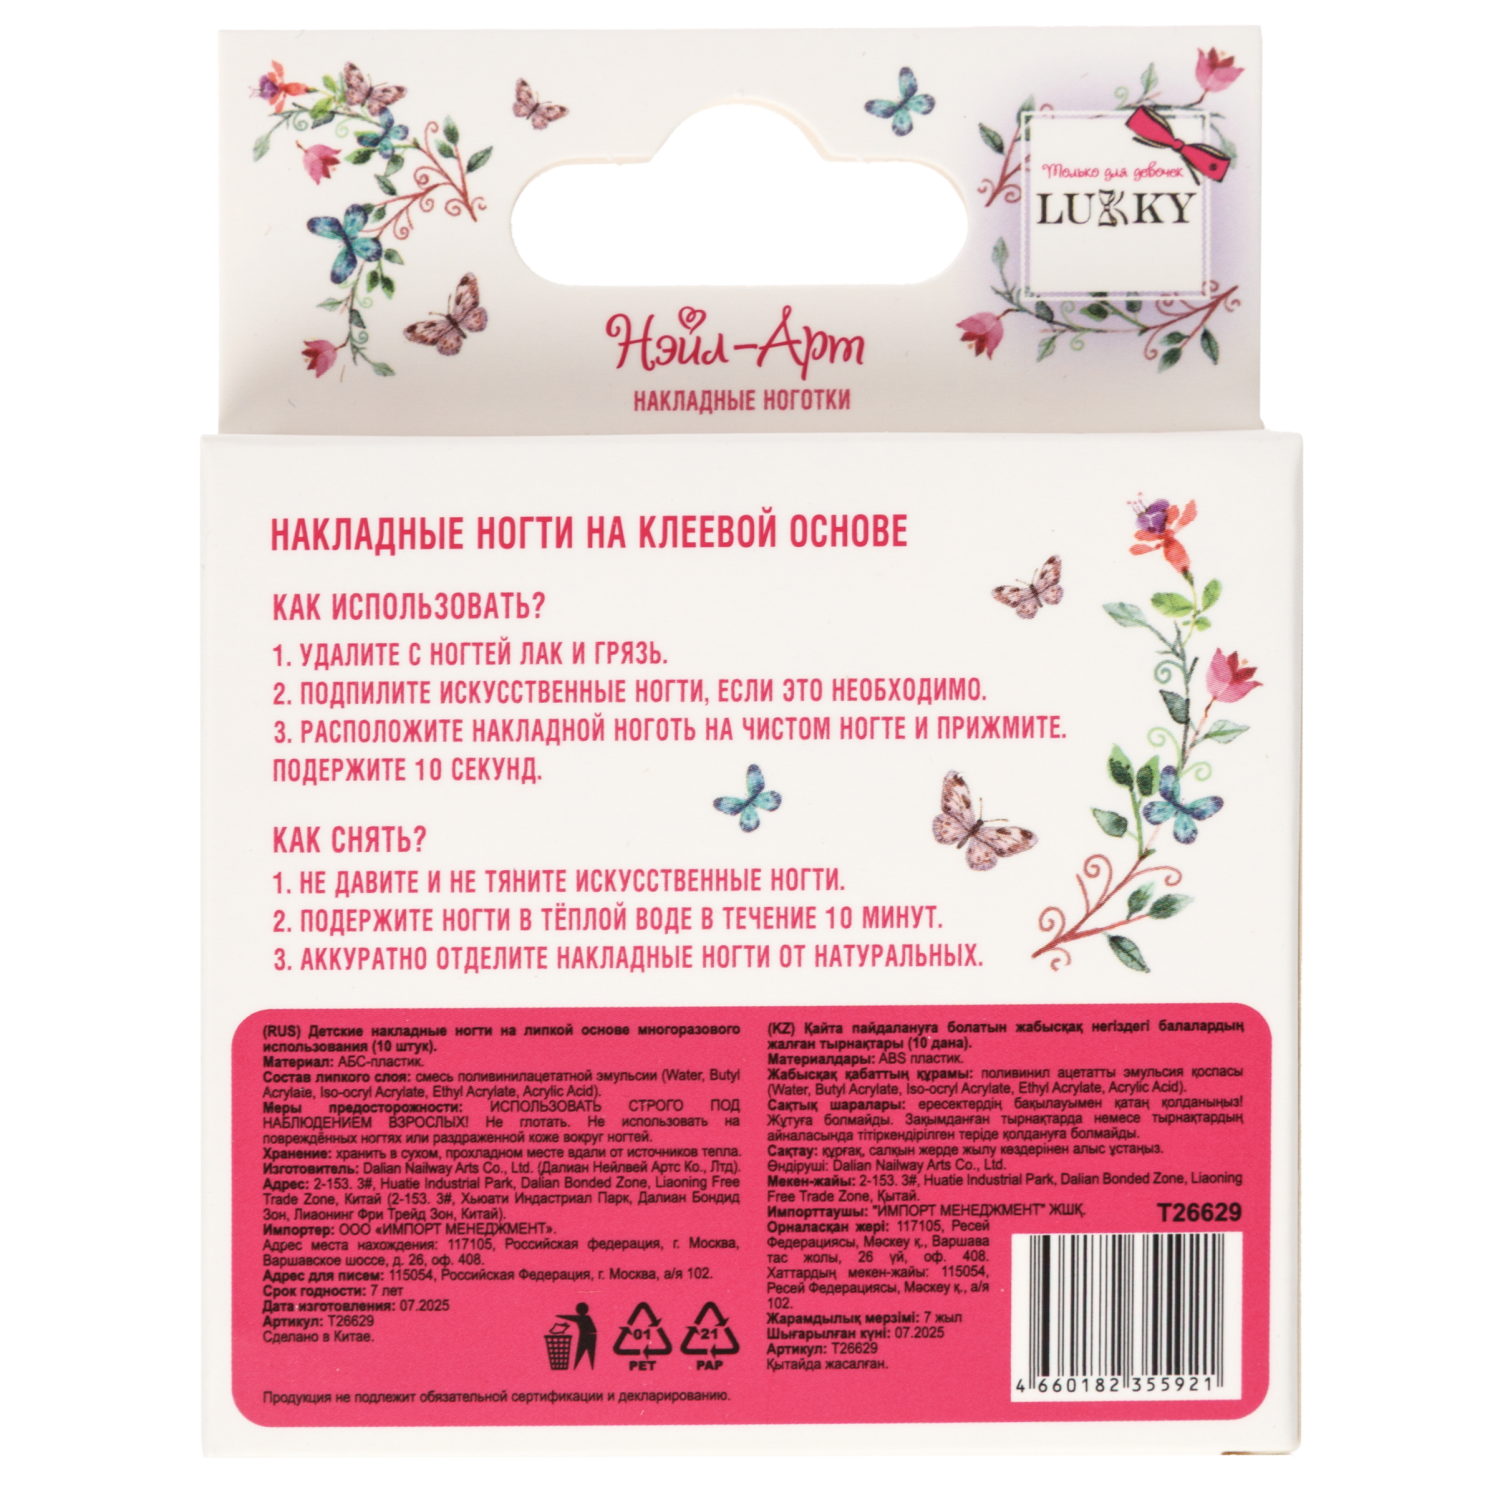 Только для девочек
LUKKY
Нэйл-Арт
НАКЛАДНЫЕ НОГОТКИ
НАКЛАДНЫЕ НОГТИ НА КЛЕЕВОЙ ОСНОВЕ
КАК ИСПОЛЬЗОВАТЬ?
1. УДАЛИТЕ С НОГТЕЙ ЛАК И ГРЯЗЬ.
2. ПОДПИЛИТЕ ИСКУССТВЕННЫЕ НОГТИ, ЕСЛИ ЭТО НЕОБХОДИМО.
3. РАСПОЛОЖИТЕ НАКЛАДНОЙ НОГОТЬ НА ЧИСТОМ НОГТЕ И ПРИЖМИТЕ.
ПОДЕРЖИТЕ 10 СЕКУНД.
КАК СНЯТЬ?
1. НЕ ДАВИТЕ И НЕ ТЯНИТЕ ИСКУССТВЕННЫЕ НОГТИ.
2. ПОДЕРЖИТЕ НОГТИ В ТЁПЛОЙ ВОДЕ В ТЕЧЕНИЕ 10 МИНУТ.
3. АККУРАТНО ОТДЕЛИТЕ НАКЛАДНЫЕ НОГТИ ОТ НАТУРАЛЬНЫХ.
(RUS) Детские накладные ногти на липкой основе многоразового
использования (10 штук).
Материал: АБС-пластик.
Состав липкого слоя: смесь поливинилацетатной эмульсии (Water, Butyl
Acrylate, Iso-ocryl Acrylate, Ethyl Acrylate, Acrylic Acid).
Меры предосторожности: ИСПОЛЬЗОВАТЬ СТРОГО ПОД
НАБЛЮДЕНИЕМ ВЗРОСЛЫХ! Не глотать. Не использовать на
повреждённых ногтях или раздраженной коже вокруг ногтей.
Хранение: хранить в сухом, прохладном месте вдали от источников тепла.
Изготовитель: Dalian Nailway Arts Co., Ltd. (Далиан Нейлвей Артс Ко., Лтд).
Адрес: 2-153. 3#, Huatie Industrial Park, Dalian Bonded Zone, Liaoning Free
Trade Zone, Китай (2-153. 3#, Хьюати Индастриал Парк, Далиан Бондид
Зон, Лиаонинг Фри Трейд Зон, Китай).
Импортер: ООО «ИМПОРТ МЕНЕДЖМЕНТ».
Адрес места нахождения: 117105, Российская федерация, г. Москва,
Варшавское шоссе, д. 26, оф. 408.
Адрес для писем: 115054, Российская Федерация, г. Москва, а/я 102.
Срок годности: 7 лет
Дата изготовления: 07.2025
Артикул: Т26629
Сделано в Китае.
01
PET
21
PAP
Продукция не подлежит обязательной сертификации и декларированию.
(KZ) Қайта пайдалануға болатын жабысқақ негіздегі балалардың
жалған тырнақтары (10 дана).
Материалдары: ABS пластик.
Жабысқақ қабаттың құрамы: поливинил ацетатты эмульсия қоспасы
(Water, Butyl Acrylate, Iso-ocryl Acrylate, Ethyl Acrylate, Acrylic Acid).
Сақтық шаралары: ересектердің бақылауымен қатаң қолданыңыз!
Жұтуға болмайды. Зақымданған тырнақтарда немесе тырнақтардың
айналасында тітіркендірілген теріде қолдануға болмайды.
Сақтау: құрғақ, салқын жерде жылу көздерінен алыс ұстаңыз.
Өндіруші: Dalian Nailway Arts Co., Ltd.
Мекен-жайы: 2-153. 3#, Huatie Industrial Park, Dalian Bonded Zone, Liaoning
Free Trade Zone, Қытай.
Импорттаушы: "ИМПОРТ МЕНЕДЖМЕНТ" ЖШҚ.
Орналасқан жері: 117105, Ресей
Федерациясы, Мәскеу қ., Варшава
тас жолы, 26 үй, оф. 408.
Хаттардың мекен-жайы: 115054,
Ресей Федерациясы, Мәскеу қ., а/я
102.
Жарамдылық мерзімі: 7 жыл
Шығарылған күні: 07.2025
Артикул: Т26629
Қытайда жасалған.
T26629
4 660182 355921